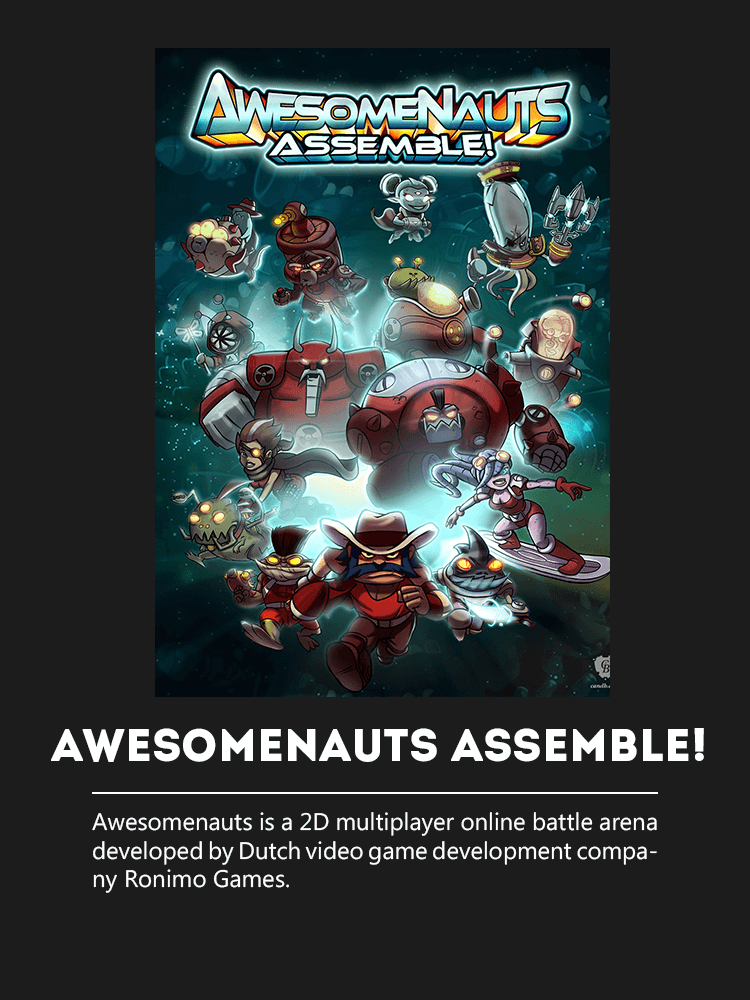 AWESOMENAUTS
ASSEMBLE!
AWESOMENAUTS ASSEMBLE!
Awesomenauts is a 2D multiplayer online battle arena
developed by Dutch video game development compa-
ny Ronimo Games.